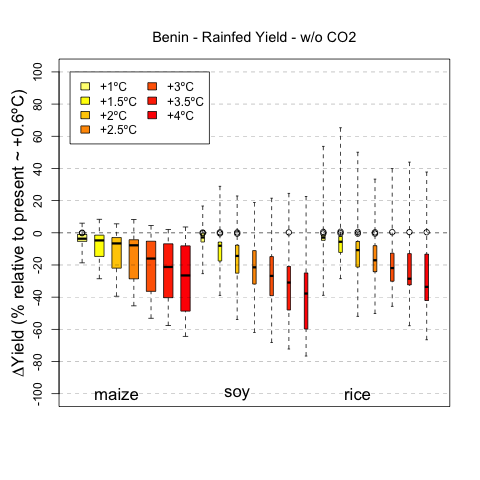 Benin - Rainfed Yield - w/o CO2
ΔYield (% relative to present ~ +0.6ºC)
100
80
60
40
20
0
-20
-40
-60
-80
-100
+1ºC
+1.5ºC
+2ºC
+2.5ºC
+3ºC
+3.5ºC
+4ºC
maize
soy
rice